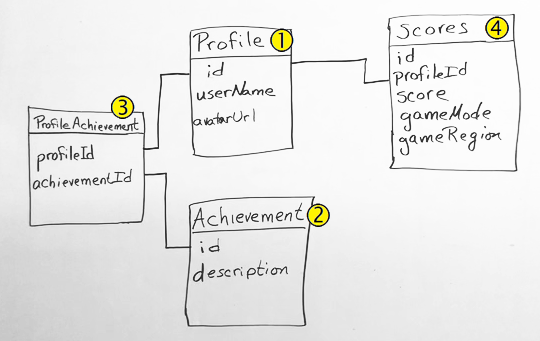 Profile 1
id
userName
avatarUrl
Scores 4
id
profileId
score
gameMode
gameRegion
3
ProfileAchievement
profileId
achievementId
Achievement 2
id
description